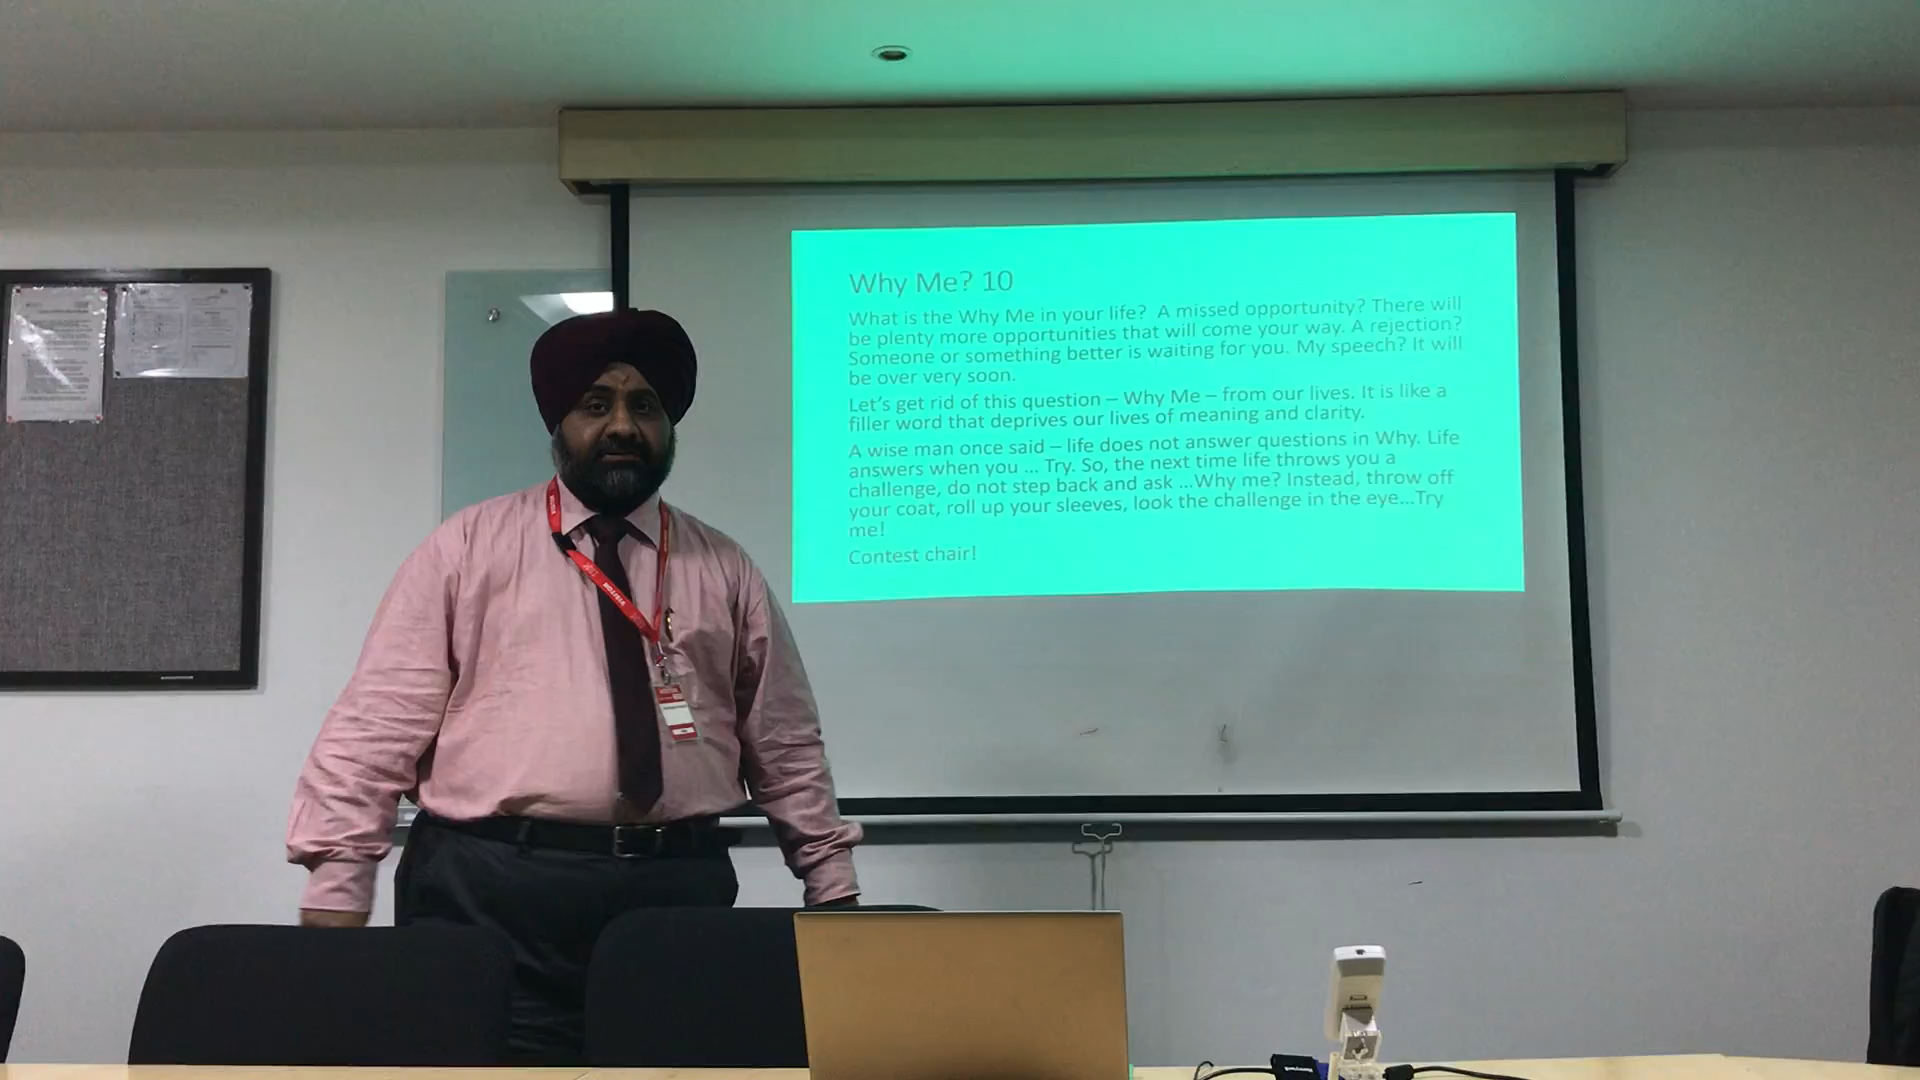 Why Me? 10
What is the Why Me in your life? A missed opportunity? There will
be plenty more opportunities that will come your way. A rejection?
Someone or something better is waiting for you. My speech? It will
be over very soon.
Let's get rid of this question – Why Me – from our lives. It is like a
filler word that deprives our lives of meaning and clarity.
A wise man once said – life does not answer questions in Why. Life
answers when you ... Try. So, the next time life throws you a
challenge, do not step back and ask ...Why me? Instead, throw off
your coat, roll up your sleeves, look the challenge in the eye...Try
me!
Contest chair!
VISITOR
VISITOR